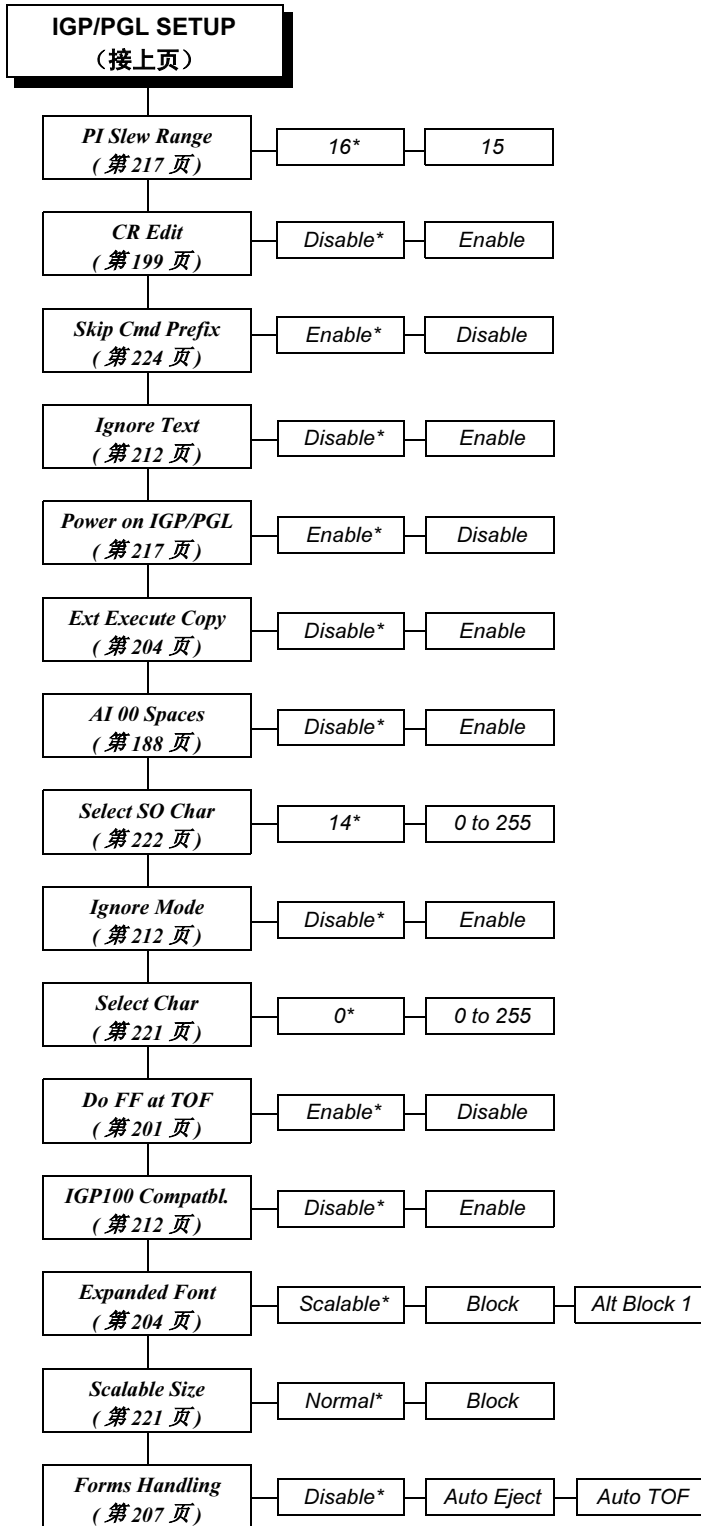 IGP/PGL SETUP
（接上页）
PI Slew Range
( 第 217 页 )
16*
15
CR Edit
( 第 199 页 )
Disable*
Enable
Skip Cmd Prefix
( 第 224 页 )
Enable*
Disable
Ignore Text
( 第 212 页 )
Disable*
Enable
Power on IGP/PGL
( 第 217 页 )
Enable*
Disable
Ext Execute Copy
( 第 204 页 )
Disable*
Enable
AI 00 Spaces
( 第 188 页 )
Disable*
Enable
Select SO Char
( 第 222 页 )
14*
0 to 255
Ignore Mode
( 第 212 页 )
Disable*
Enable
Select Char
( 第 221 页 )
0*
0 to 255
Do FF at TOF
( 第 201 页 )
Enable*
Disable
IGP100 Compatbl.
( 第 212 页 )
Disable*
Enable
Expanded Font
( 第 204 页 )
Scalable*
Block
Alt Block 1
Scalable Size
( 第 221 页 )
Normal*
Block
Forms Handling
( 第 207 页 )
Disable*
Auto Eject
Auto TOF